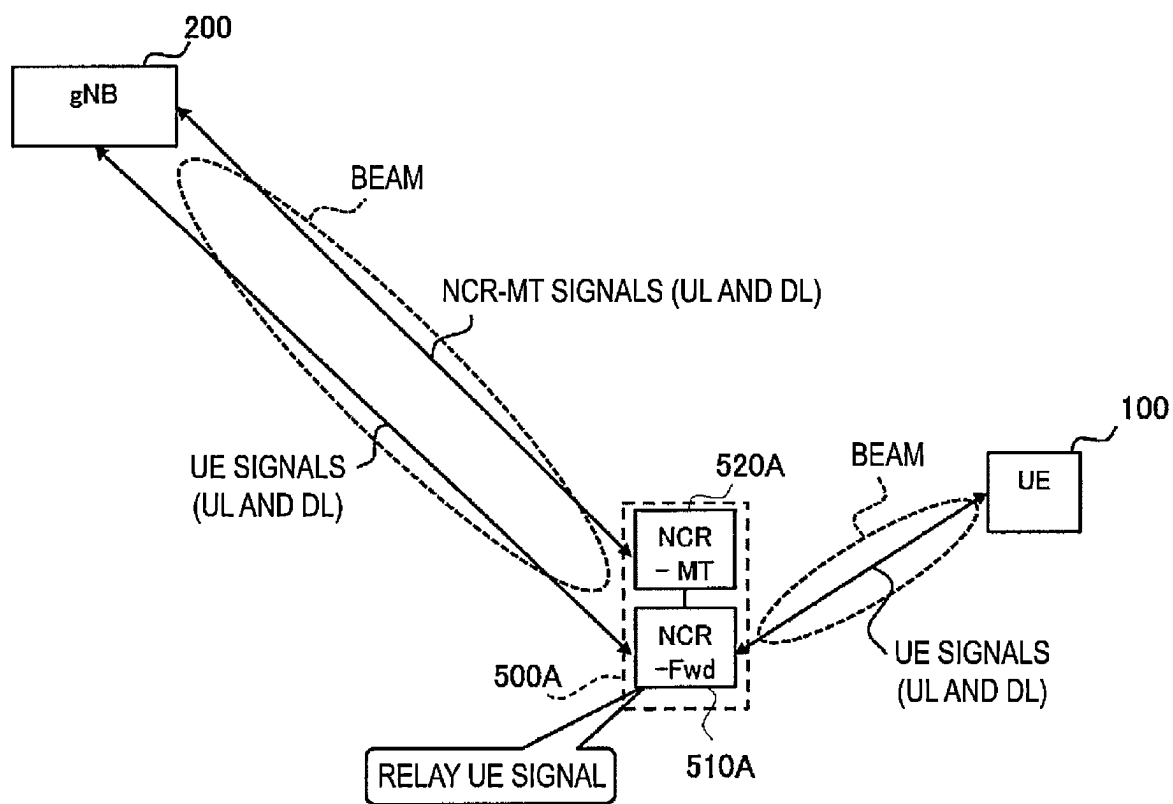 200
gNB
BEAM
NCR-MT SIGNALS (UL AND DL)
UE SIGNALS
(UL AND DL)
100
BEAM
UE
520A
NCR
- MT
NCR
-Fwd
500A
UE SIGNALS
(UL AND DL)
RELAY UE SIGNAL
510A